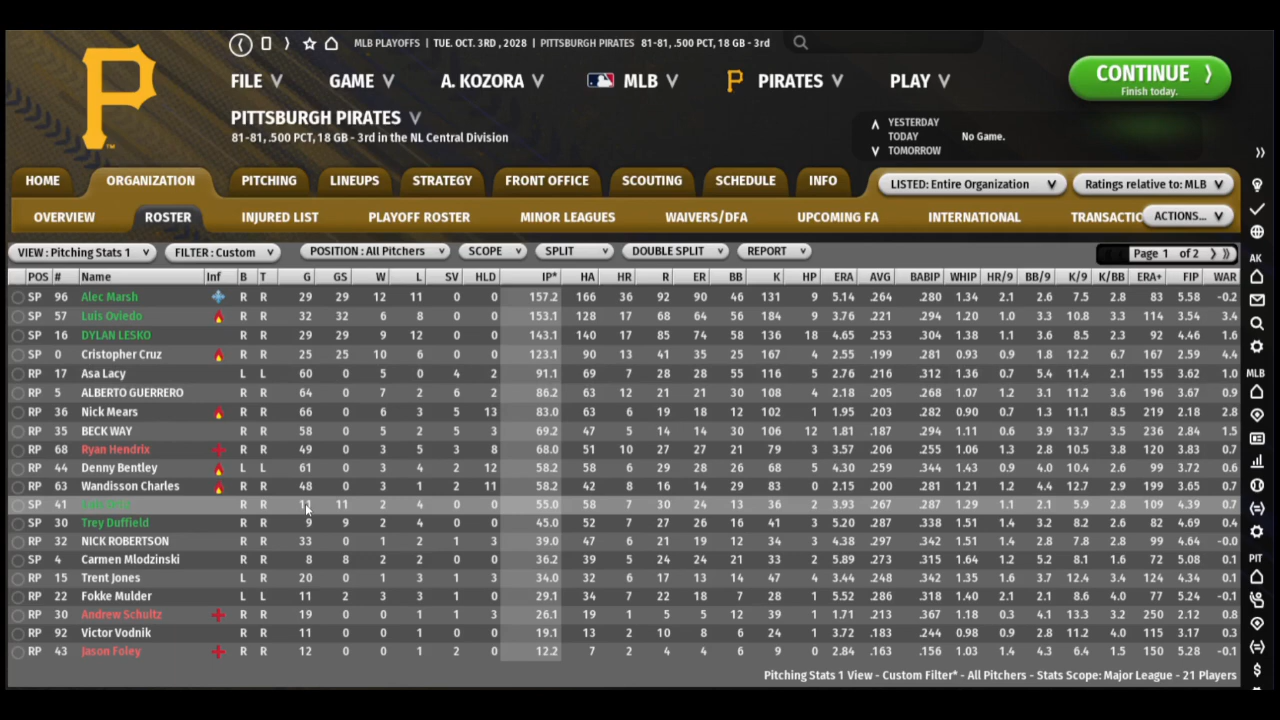 MLB PLAYOFFS | TUE. OCT. 3RD , 2028 | PITTSBURGH PIRATES 81-81, .500 PCT, 18 GB - 3rd
FILE GAME A. KOZORA MLB PIRATES PLAY
CONTINUE
Finish today.
PITTSBURGH PIRATES
81-81, .500 PCT, 18 GB - 3rd in the NL Central Division
YESTERDAY
TODAY No Game.
TOMORROW
HOME ORGANIZATION PITCHING LINEUPS STRATEGY FRONT OFFICE SCOUTING SCHEDULE INFO LISTED: Entire Organization Ratings relative to: MLB
OVERVIEW ROSTER INJURED LIST PLAYOFF ROSTER MINOR LEAGUES WAIVERS/DFA UPCOMING FA INTERNATIONAL TRANSACTIO ACTIONS...
VIEW : Pitching Stats 1 FILTER : Custom POSITION : All Pitchers SCOPE SPLIT DOUBLE SPLIT REPORT Page 1 of 2
POS # Name Inf B T G GS W L SV HLD IP* HA HR R ER BB K HP ERA AVG BABIP WHIP HR/9 BB/9 K/9 K/BB ERA+ FIP WAR
SP 96 Alec Marsh R R 29 29 12 11 0 0 157.2 166 36 92 90 46 131 9 5.14 .264 .280 1.34 2.1 2.6 7.5 2.8 83 5.58 -0.2
SP 57 Luis Oviedo R R 32 32 6 8 0 0 153.1 128 17 68 64 56 184 9 3.76 .221 .294 1.20 1.0 3.3 10.8 3.3 114 3.54 3.4
SP 16 DYLAN LESKO R R 29 29 9 12 0 0 143.1 140 17 85 74 58 136 18 4.65 .253 .304 1.38 1.1 3.6 8.5 2.3 92 4.46 1.6
SP 0 Cristopher Cruz R R 25 25 10 6 0 0 123.1 90 13 41 35 25 167 4 2.55 .199 .281 0.93 0.9 1.8 12.2 6.7 167 2.59 4.4
RP 17 Asa Lacy L L 60 0 5 0 4 2 91.1 69 7 28 28 55 116 5 2.76 .216 .312 1.36 0.7 5.4 11.4 2.1 155 3.62 1.0
RP 5 ALBERTO GUERRERO R R 64 0 7 2 6 2 86.2 63 12 21 21 30 108 4 2.18 .205 .268 1.07 1.2 3.1 11.2 3.6 196 3.67 0.9
RP 36 Nick Mears R R 66 0 6 3 5 13 83.0 63 6 19 18 12 102 1 1.95 .203 .282 0.90 0.7 1.3 11.1 8.5 219 2.18 2.8
RP 35 BECK WAY R R 58 0 2 5 3 5 69.2 47 5 14 14 30 106 12 1.81 .187 .294 1.11 0.6 3.9 13.7 3.5 236 2.84 1.5
RP 68 Ryan Hendrix R R 49 0 3 5 3 8 68.0 51 10 27 27 21 79 3 3.57 .206 .255 1.06 1.3 2.8 10.5 3.8 120 3.83 0.7
RP 44 Denny Bentley L L 61 0 3 4 2 12 58.2 58 6 29 28 26 68 5 4.30 .259 .344 1.43 0.9 4.0 10.4 2.6 99 3.72 0.6
RP 63 Wandisson Charles R R 48 0 3 1 2 11 58.2 42 8 16 14 29 83 0 2.15 .200 .281 1.21 1.2 4.4 12.7 2.9 199 3.65 0.7
SP 41 R R 11 11 2 4 0 0 55.0 58 7 30 24 13 36 2 3.93 .267 .287 1.29 1.1 2.1 5.9 2.8 109 4.39 0.7
SP 30 Trey Duffield R R 9 9 2 4 0 0 45.0 52 7 27 26 16 41 3 5.20 .287 .338 1.51 1.4 3.2 8.2 2.6 82 4.69 0.4
RP 32 NICK ROBERTSON R R 33 0 1 2 1 3 39.0 47 6 21 19 12 34 3 4.38 .297 .342 1.51 1.4 2.8 7.8 2.8 99 4.64 -0.0
SP 4 Carmen Mlodzinski R R 8 8 2 2 0 0 36.2 39 5 24 24 21 33 2 5.89 .273 .315 1.64 1.2 5.2 8.1 1.6 72 5.08 0.1
RP 15 Trent Jones L R 20 0 1 3 1 3 34.0 32 6 17 13 14 47 4 3.44 .248 .342 1.35 1.6 3.7 12.4 3.4 124 4.34 0.1
RP 22 Fokke Mulder L L 11 2 3 3 1 0 29.1 34 7 22 18 7 28 1 5.52 .286 .318 1.40 2.1 2.1 8.6 4.0 77 5.24 -0.1
RP 30 Andrew Schultz R R 19 0 0 1 1 3 26.1 19 1 5 5 12 39 0 1.71 .213 .367 1.18 0.3 4.1 13.3 3.2 250 2.12 0.8
RP 92 Victor Vodnik R R 11 0 0 1 0 0 19.1 13 2 10 8 6 24 1 3.72 .183 .244 0.98 0.9 2.8 11.2 4.0 115 3.17 0.3
RP 43 Jason Foley R R 12 0 0 1 2 0 12.2 7 2 4 4 6 9 0 2.84 .163 .156 1.03 1.4 4.3 6.4 1.5 150 5.28 -0.1
Pitching Stats 1 View - Custom Filter* - All Pitchers - Stats Scope: Major League - 21 Players
AK
MLB
PIT